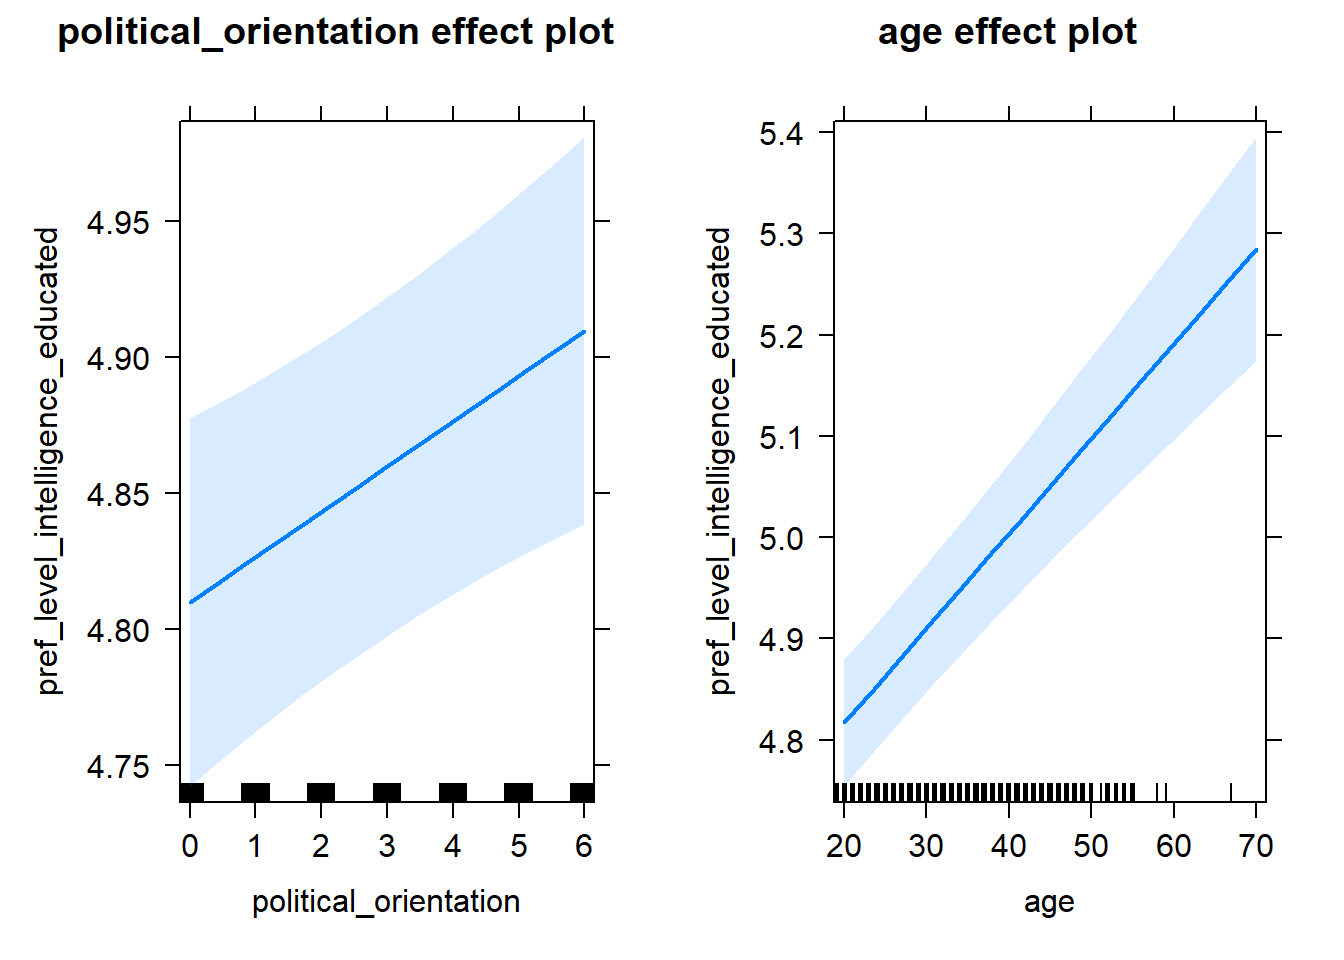 political_orientation effect plot
pref_level_intelligence_educated
4.95
4.90
4.85
4.80
4.75
0 1 2 3 4 5 6
political_orientation
age effect plot
pref_level_intelligence_educated
5.4
5.3
5.2
5.1
5.0
4.9
4.8
20 30 40 50 60 70
age